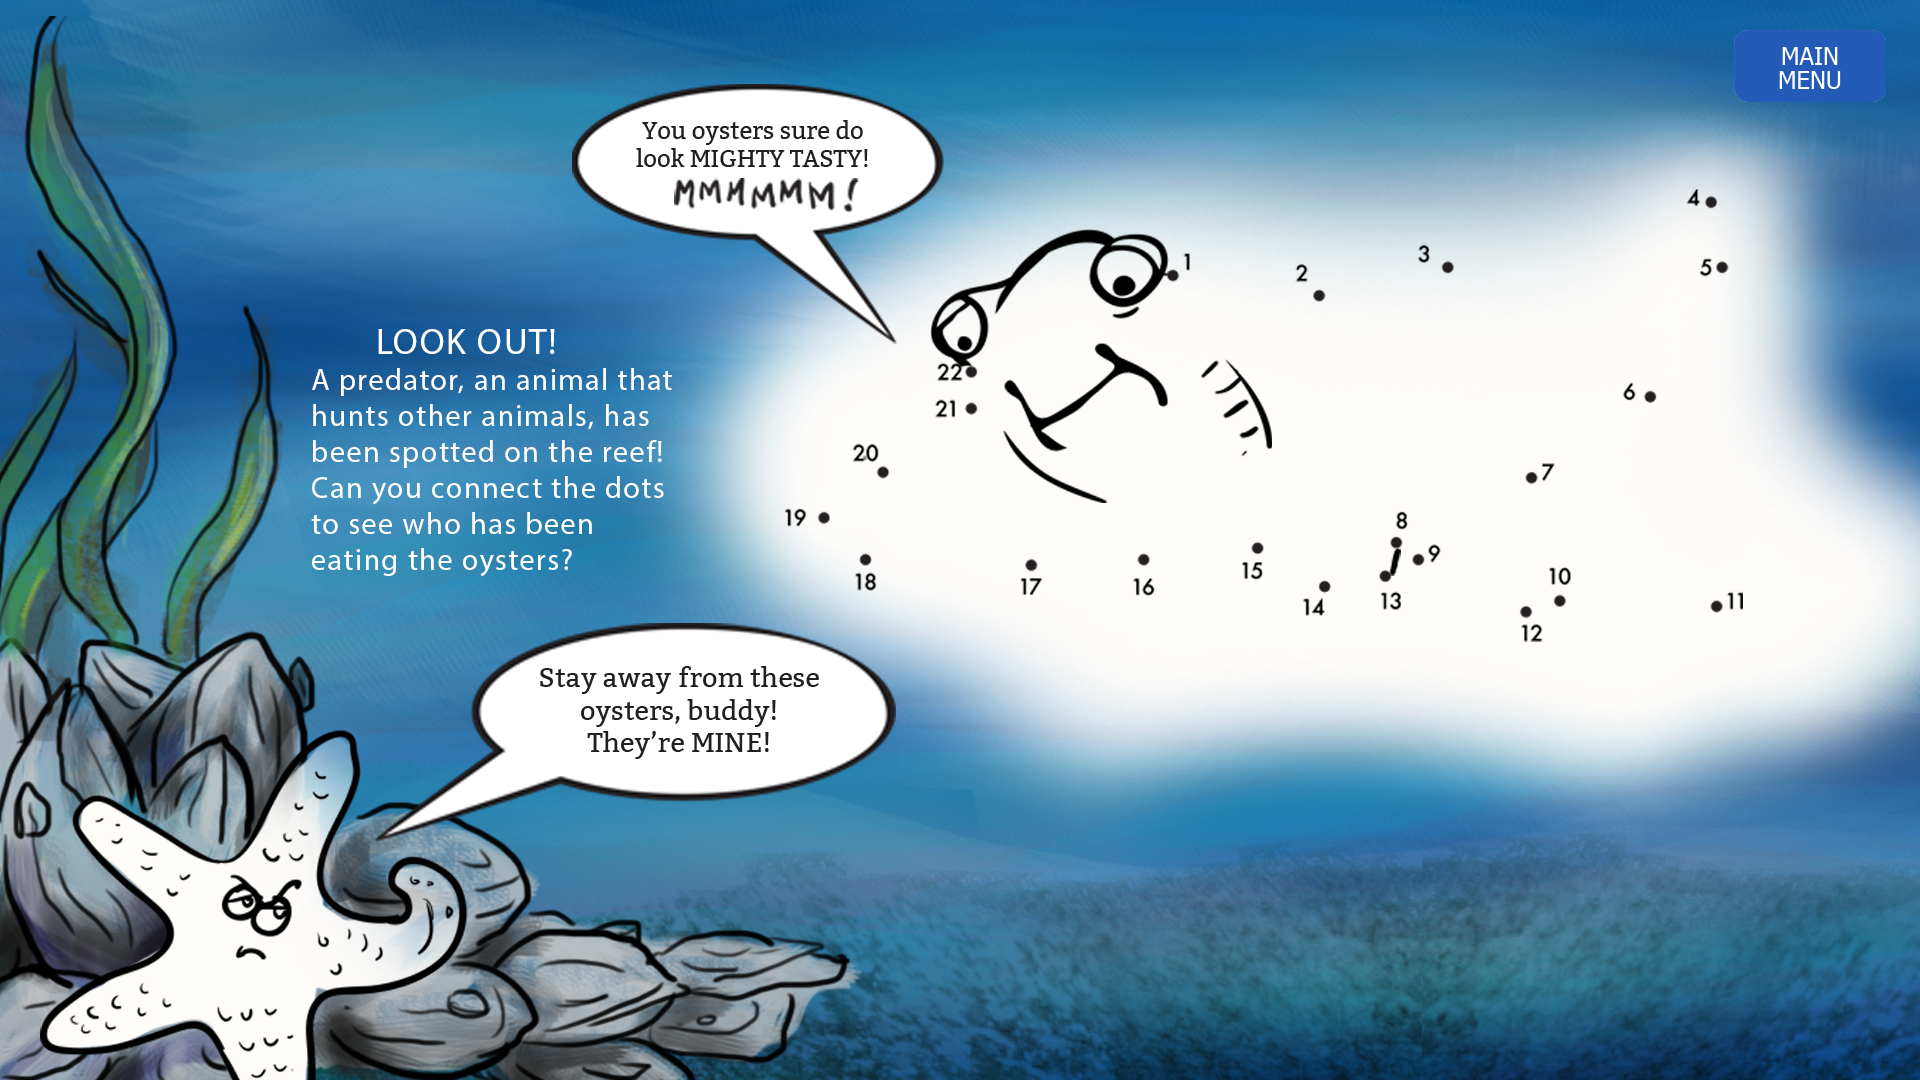 MAIN
MENU
You oysters sure do
look MIGHTY TASTY!
MMHMMM!
LOOK OUT!
A predator, an animal that
hunts other animals, has
been spotted on the reef!
Can you connect the dots
to see who has been
eating the oysters?
1
2
3
4
5
6
7
8
9
10
11
12
13
14
15
16
17
18
19
20
21
22
Stay away from these
oysters, buddy!
They’re MINE!